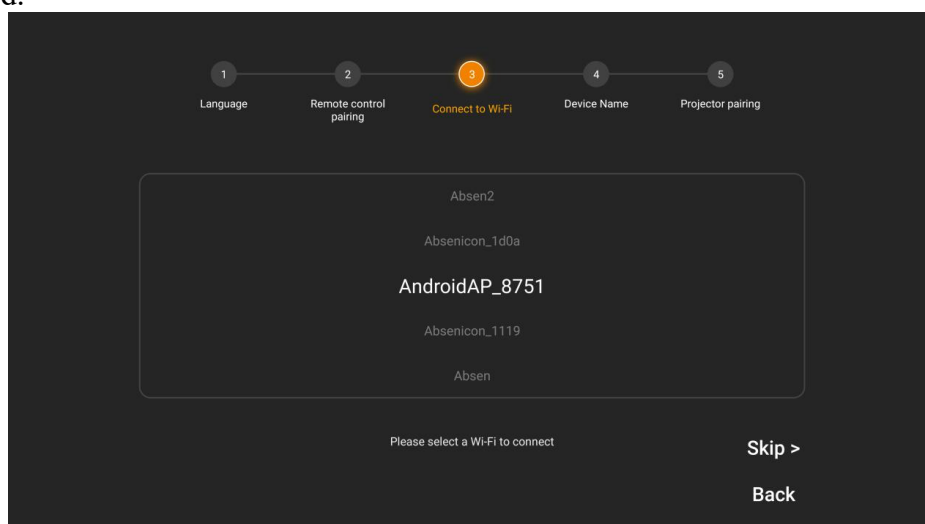 d.
1
2
3
4
5
Language
Remote control
pairing
Connect to Wi-Fi
Device Name
Projector pairing
Absen2
Absenicon_1d0a
AndroidAP_8751
Absenicon_1119
Absen
Please select a Wi-Fi to connect
Skip >
Back